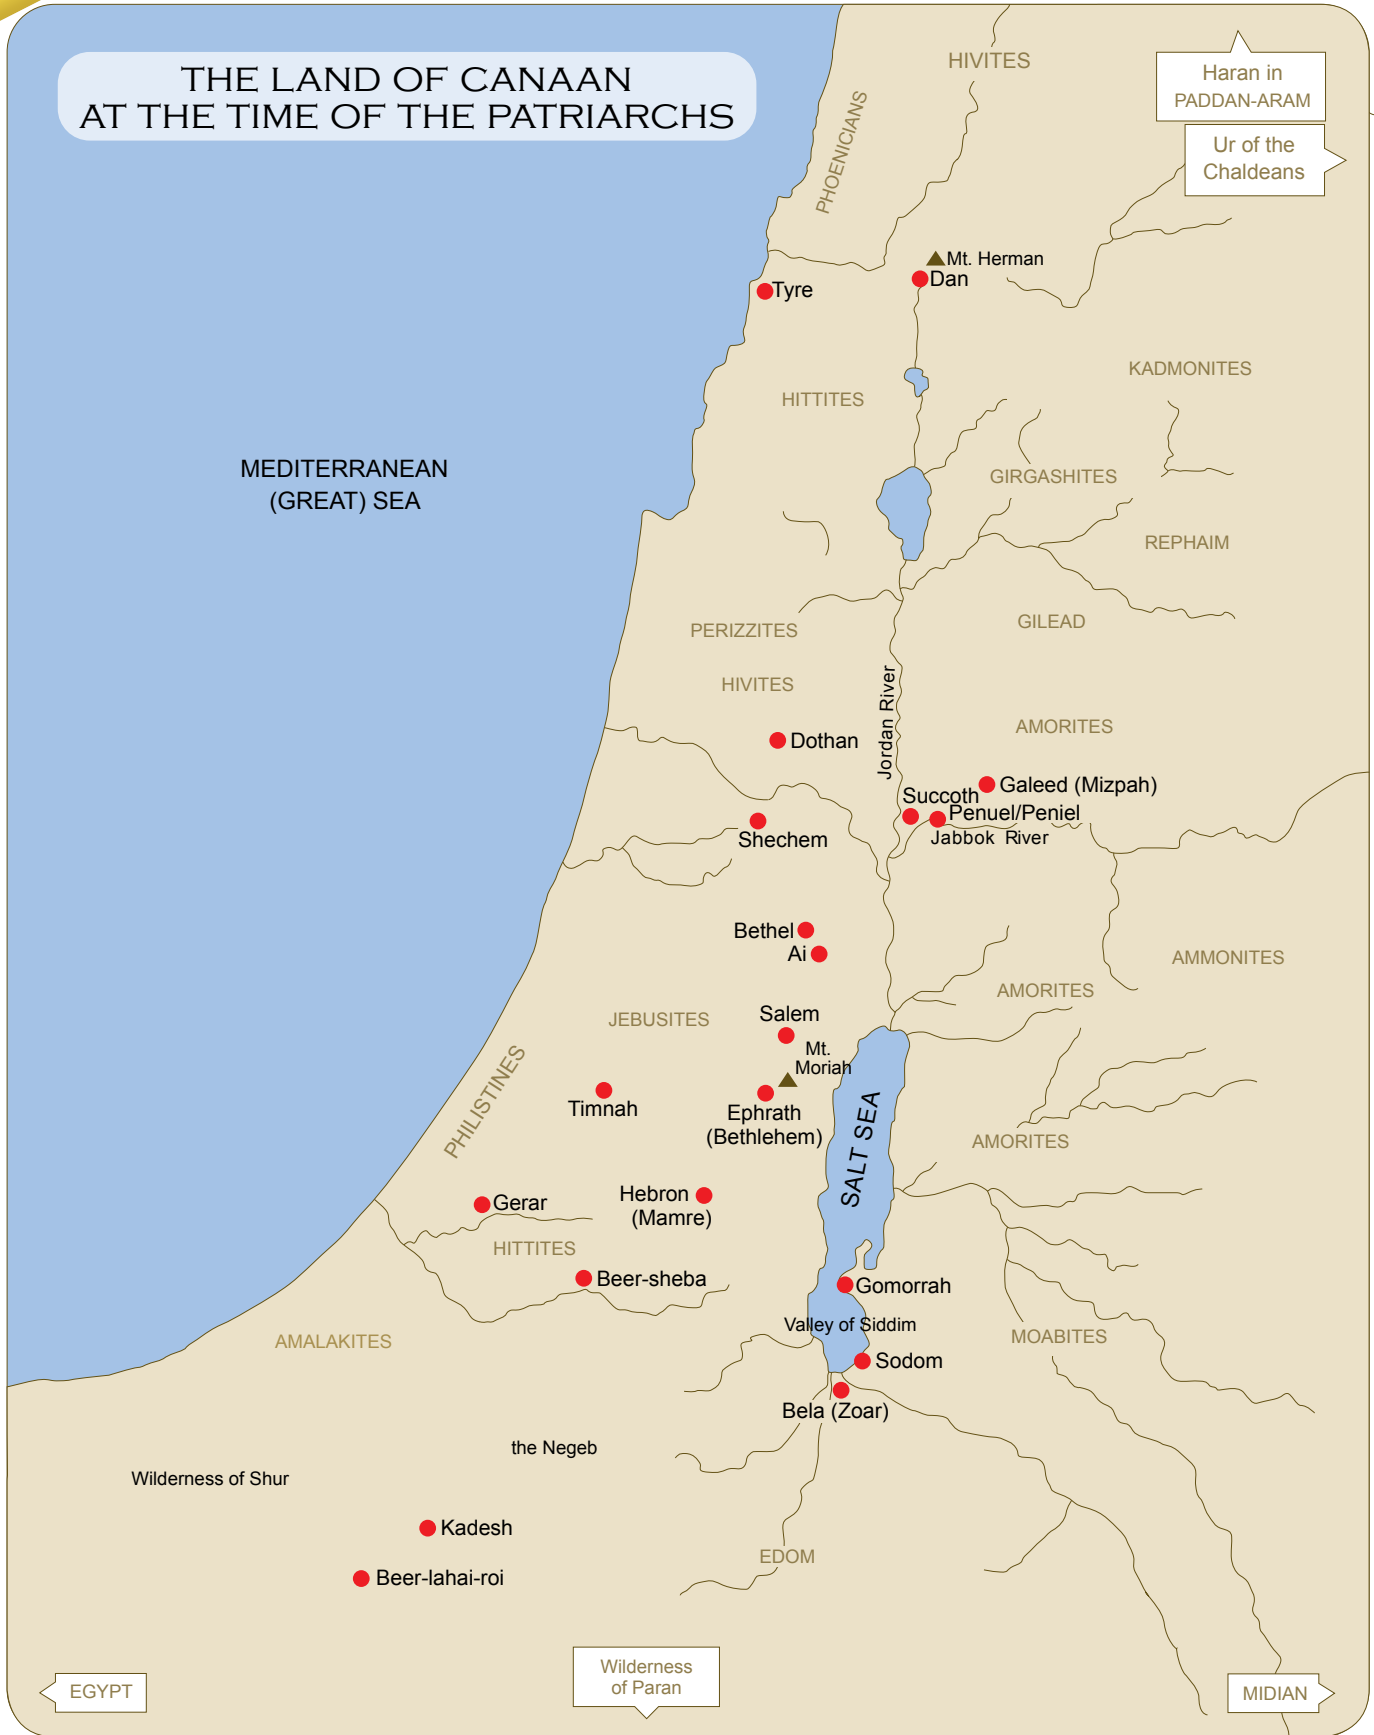 THE LAND OF CANAAN
AT THE TIME OF THE PATRIARCHS
HIVITES
Haran in
PADDAN-ARAM
Ur of the
Chaldeans
PHOENICIANS
Mt. Herman
Dan
Tyre
KADMONITES
HITTITES
MEDITERRANEAN
(GREAT) SEA
GIRGASHITES
REPHAIM
GILEAD
PERIZZITES
HIVITES
Jordan River
AMORITES
Dothan
Galeed (Mizpah)
Succoth
Penuel/Peniel
Jabbok River
Shechem
Bethel
Ai
AMMONITES
AMORITES
Salem
JEBUSITES
Mt.
Moriah
PHILISTINES
Timnah
Ephrath
(Bethlehem)
SALT SEA
AMORITES
Hebron
(Mamre)
Gerar
HITTITES
Beer-sheba
Gomorrah
Valley of Siddim
AMALAKITES
MOABITES
Sodom
Bela (Zoar)
the Negeb
Wilderness of Shur
Kadesh
EDOM
Beer-lahai-roi
Wilderness
of Paran
EGYPT
MIDIAN